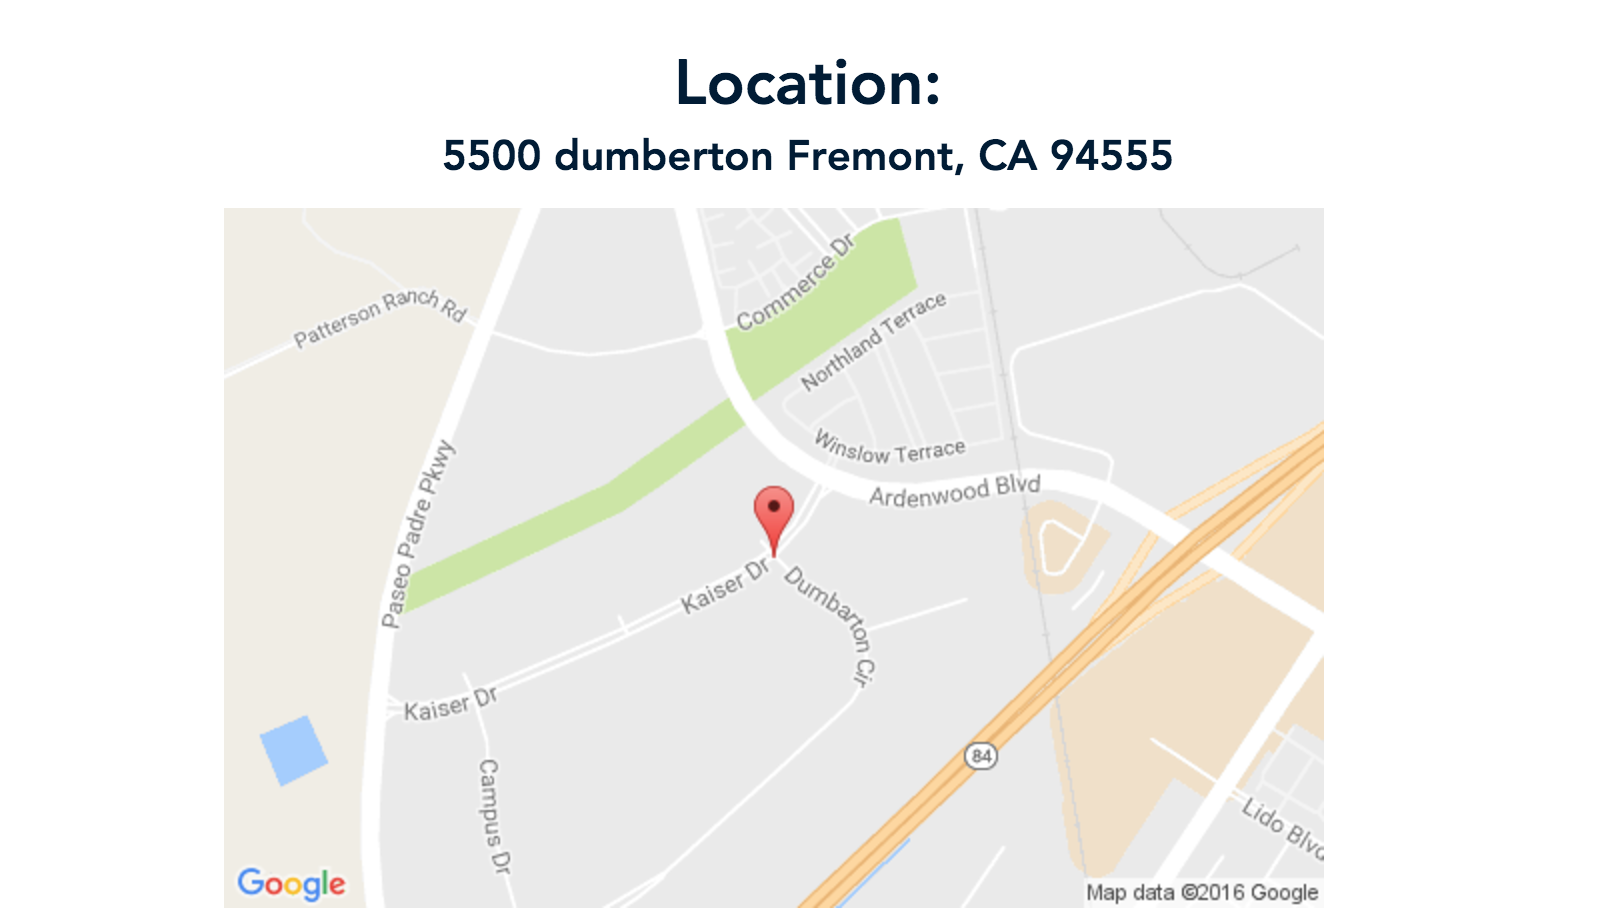 Location:
5500 dumberton Fremont, CA 94555
Commerce Dr
Patterson Ranch Rd
Northland Terrace
Winslow Terrace
Paseo Padre Pkwy
Ardenwood Blvd
Kaiser Dr
Dumbarton Cir
Kaiser Dr
84
Campus Dr
Lido Blvd
Google
Map data ©2016 Google